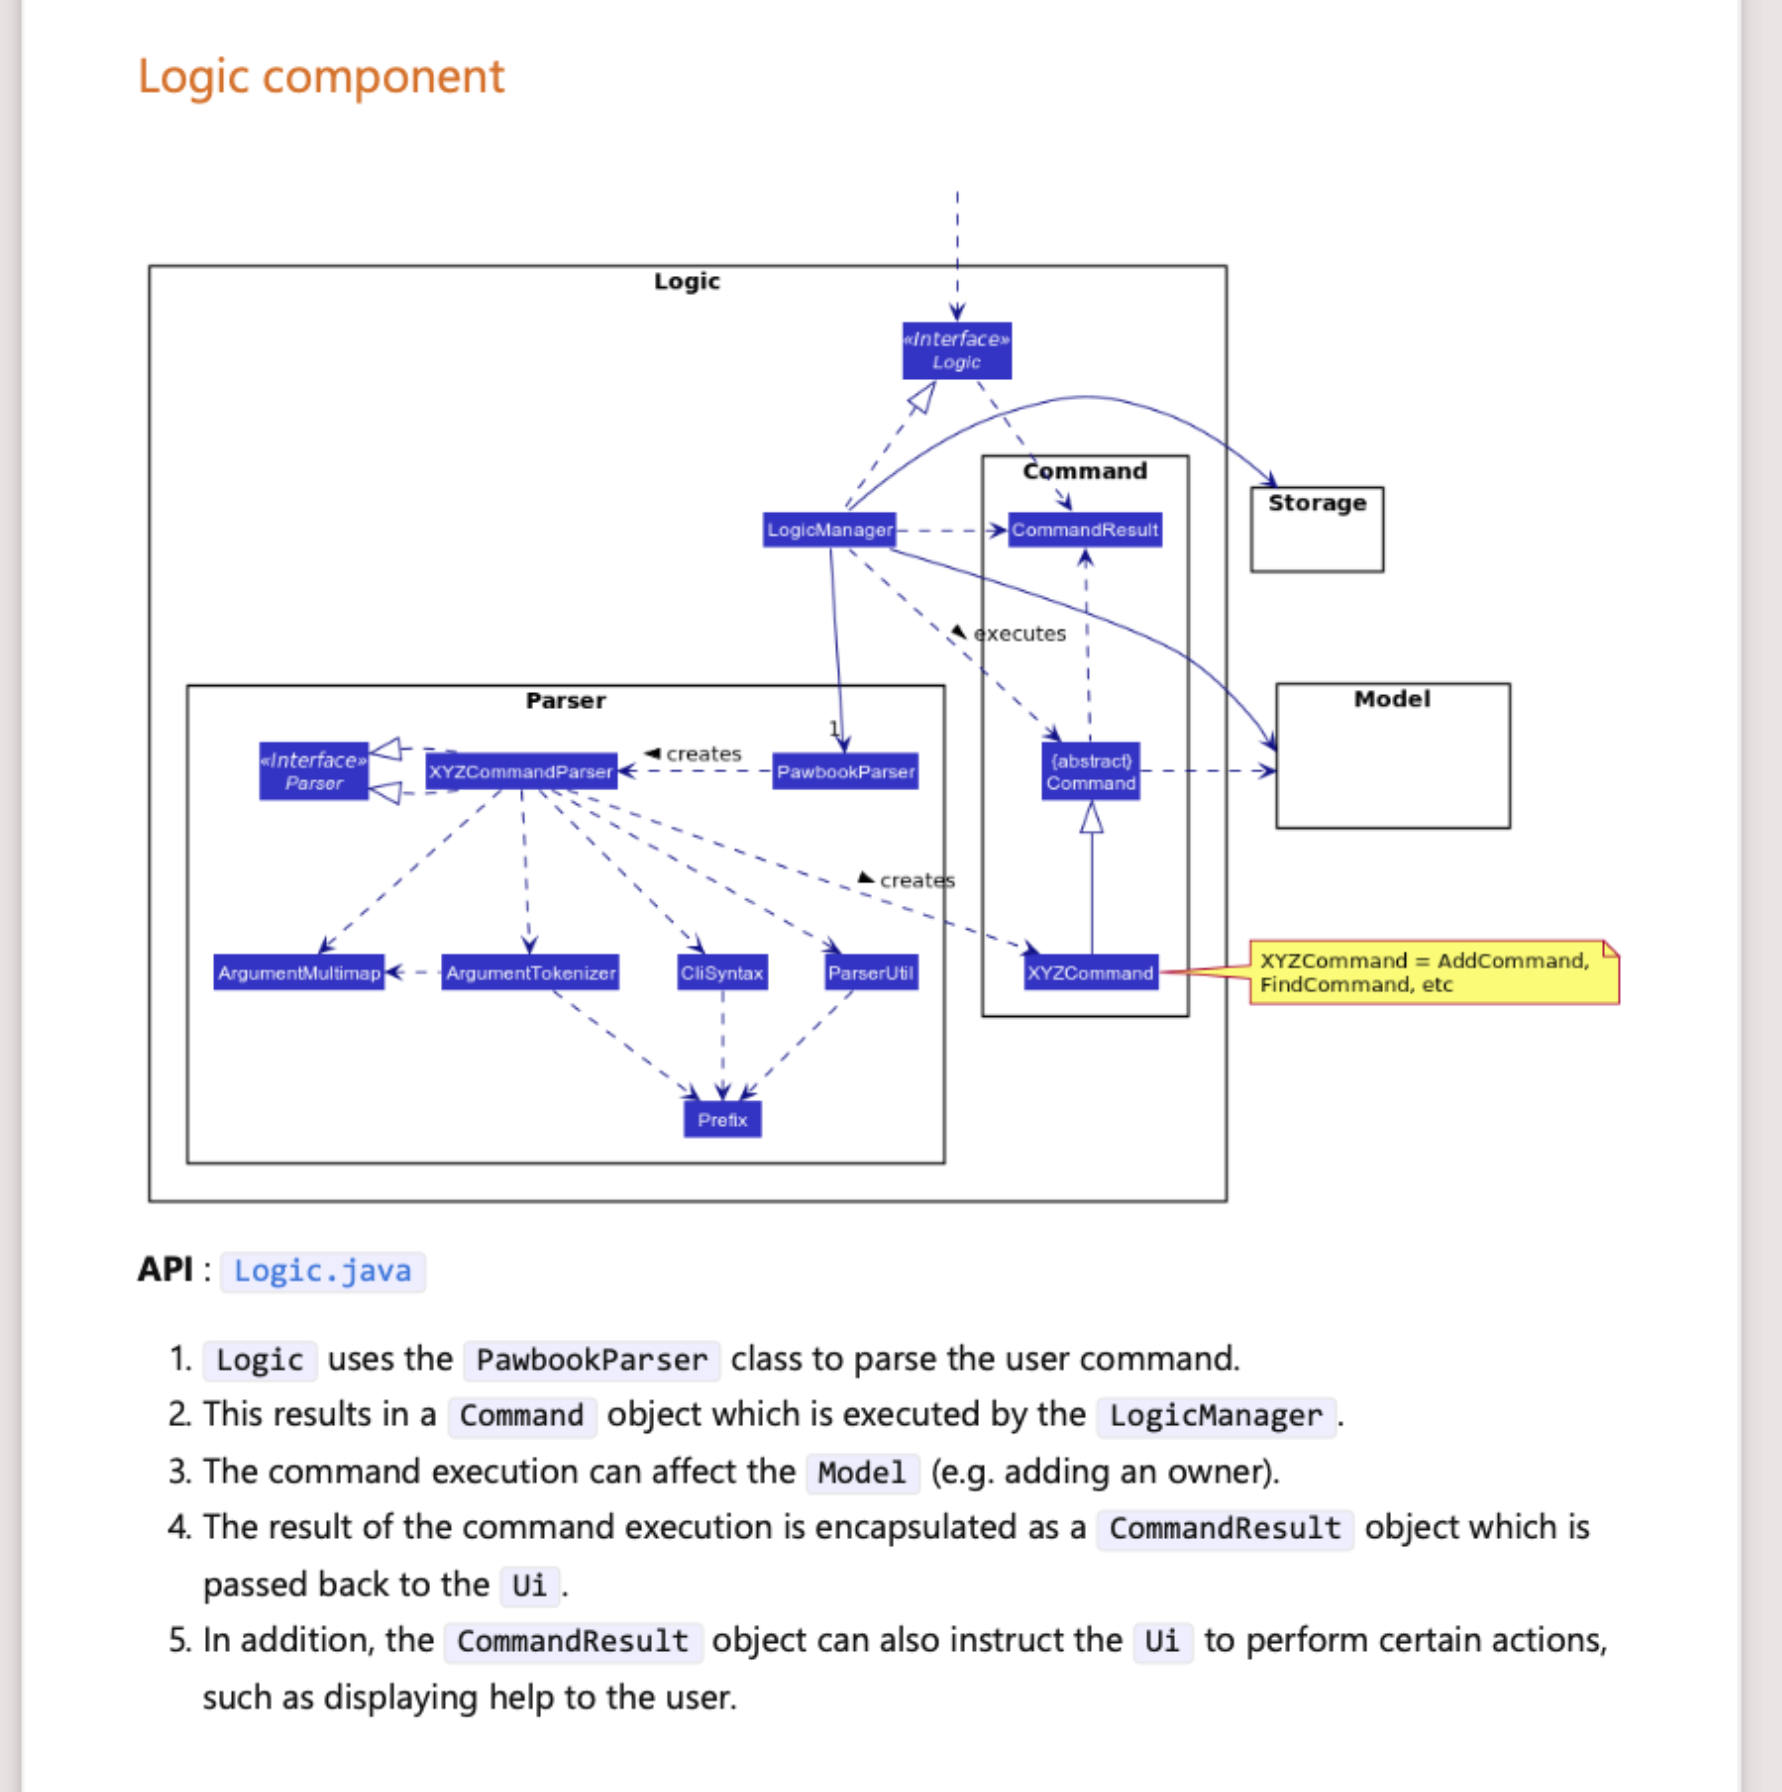 Logic component
Logic
«Interface»
Logic
Command
Storage
LogicManager
CommandResult
executes
Parser
Model
1
«Interface»
Parser
XYZCommandParser
creates
PawbookParser
{abstract}
Command
creates
ArgumentMultimap
ArgumentTokenizer
CliSyntax
ParserUtil
XYZCommand
XYZCommand = AddCommand,
FindCommand, etc
Prefix
API : Logic.java
1. Logic uses the PawbookParser class to parse the user command.
2. This results in a Command object which is executed by the LogicManager.
3. The command execution can affect the Model (e.g. adding an owner).
4. The result of the command execution is encapsulated as a CommandResult object which is
passed back to the Ui.
5. In addition, the CommandResult object can also instruct the Ui to perform certain actions,
such as displaying help to the user.